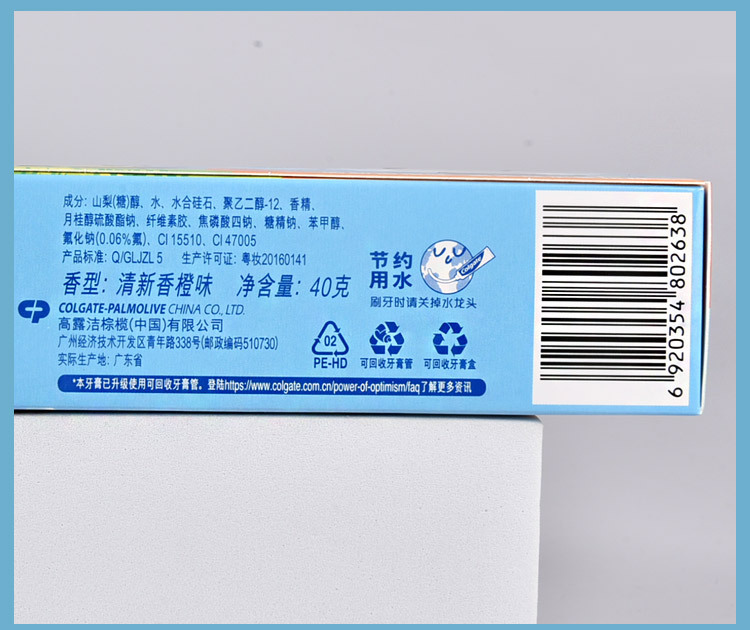 成分: 山梨(糖)醇、水、水合硅石、聚乙二醇-12、香精、
月桂醇硫酸酯钠、纤维素胶、焦磷酸四钠、糖精钠、苯甲醇、
氟化钠(0.06%氟)、CI 15510、CI 47005
产品标准: Q/GLJZL 5 生产许可证: 粤妆20160141
香型: 清新香橙味 净含量: 40克
COLGATE-PALMOLIVE CHINA CO., LTD.
高露洁棕榄(中国)有限公司
广州经济技术开发区青年路338号(邮政编码510730)
实际生产地: 广东省
节约
用水
Colgate
刷牙时请关掉水龙头
02
PE-HD
可回收牙膏管
可回收牙膏盒
*本牙膏已升级使用可回收牙膏管。登陆https://www.colgate.com.cn/power-of-optimism/faq了解更多资讯
6 920354 802638